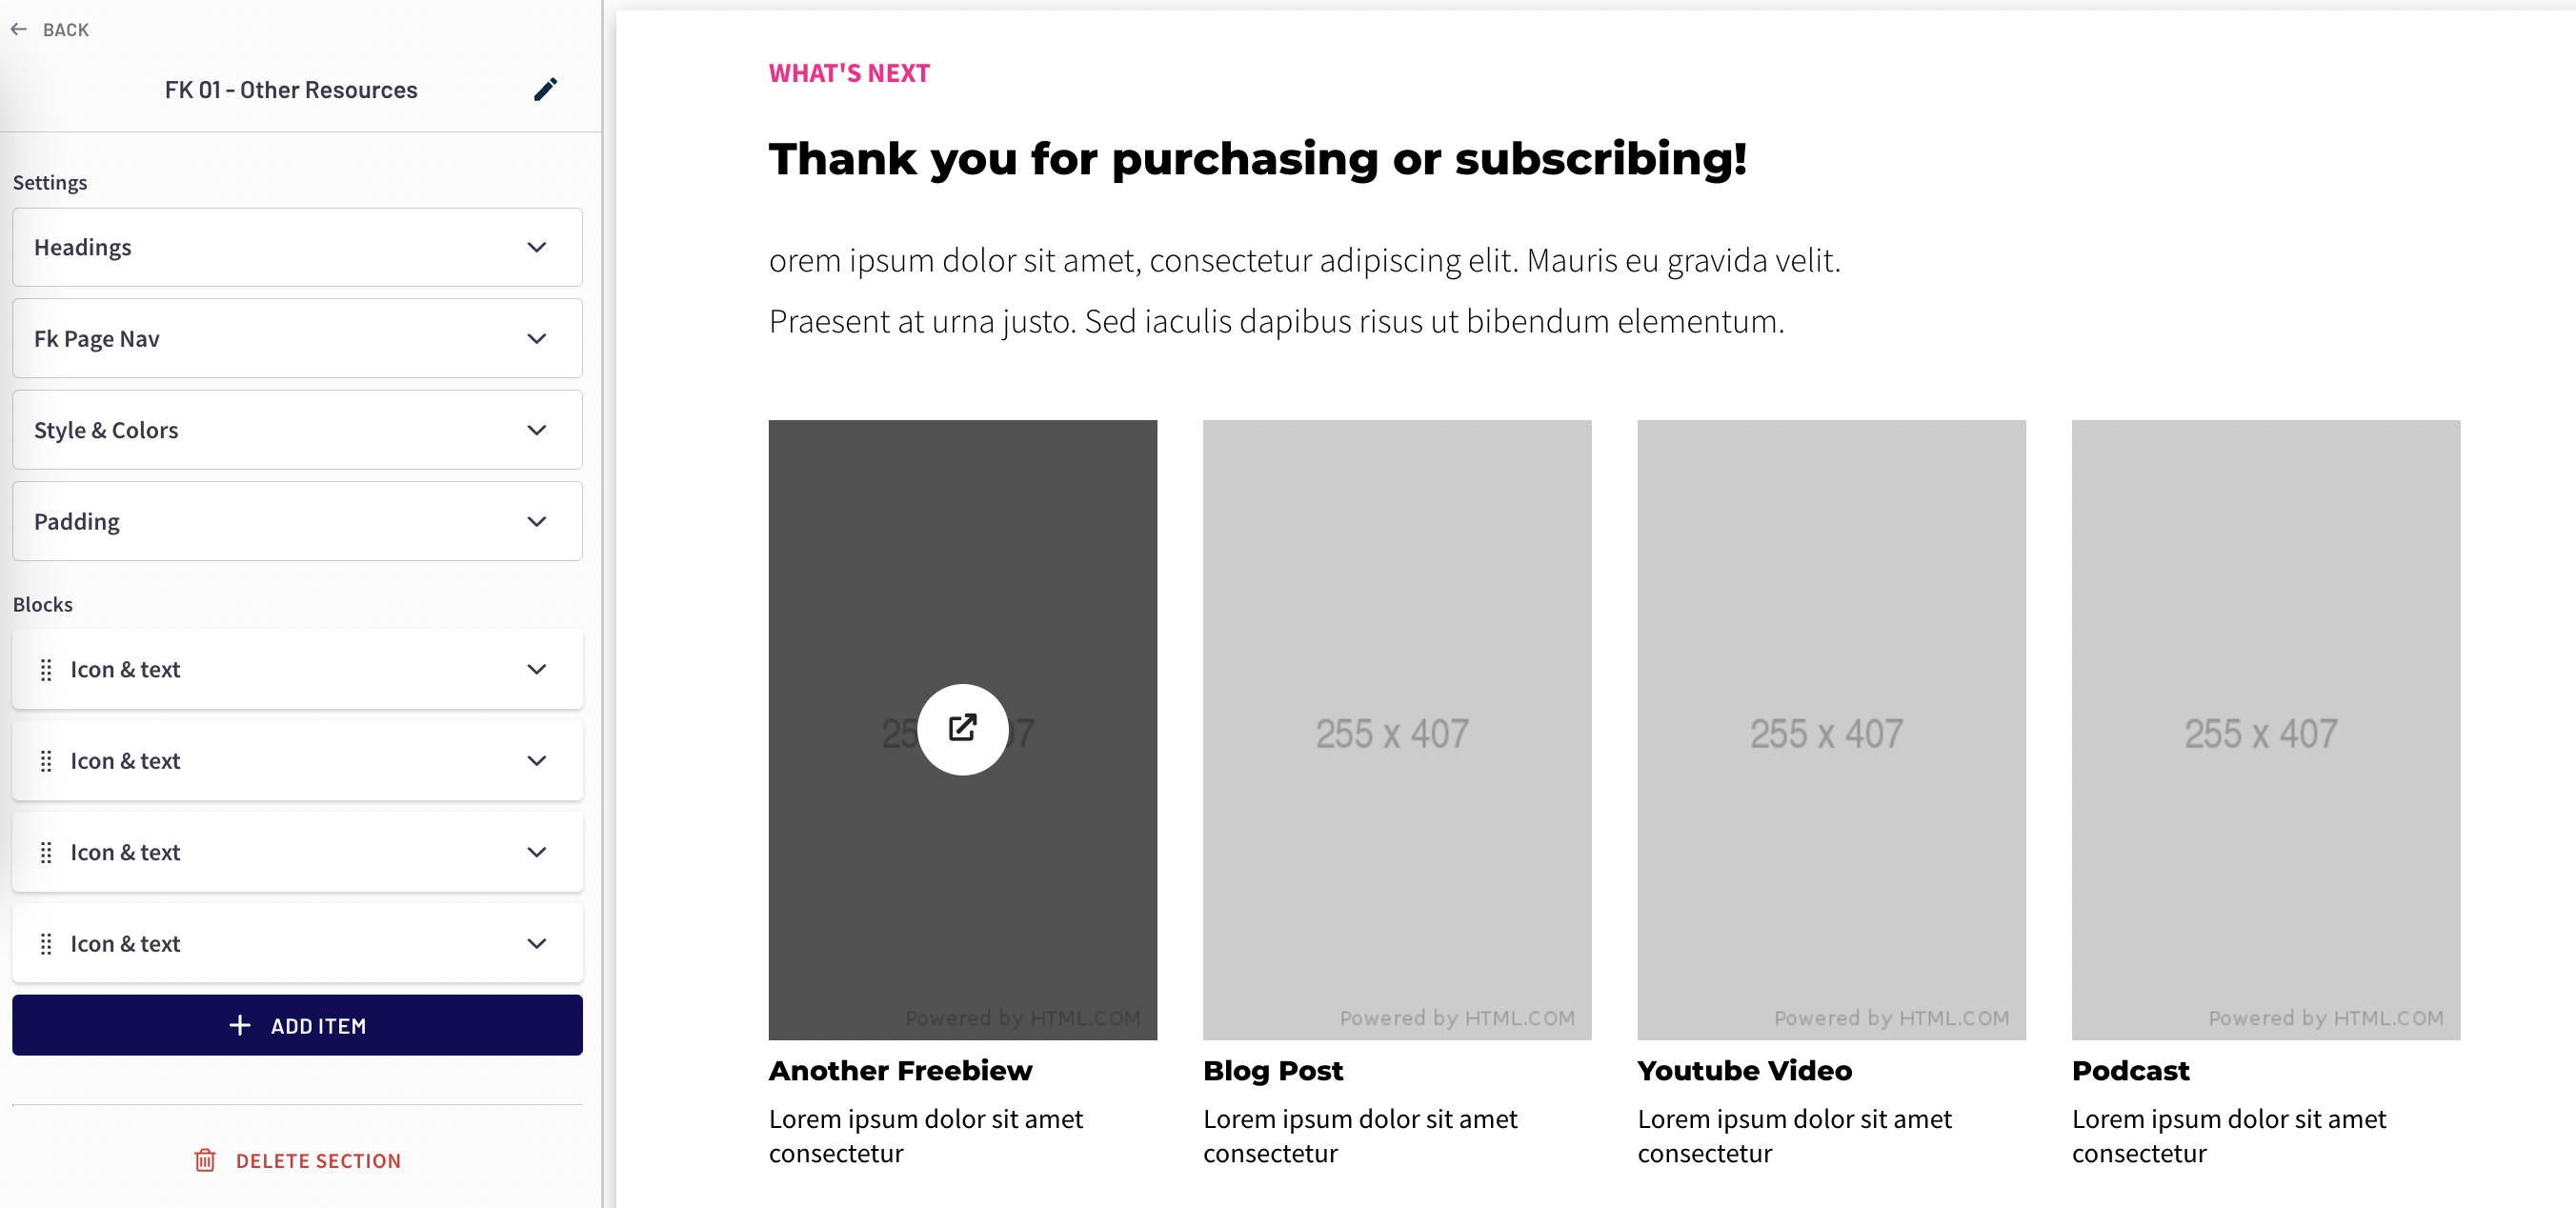 BACK
FK 01 - Other Resources
Settings
Headings
Fk Page Nav
Style & Colors
Padding
Blocks
Icon & text
Icon & text
Icon & text
Icon & text
ADD ITEM
DELETE SECTION
WHAT'S NEXT
Thank you for purchasing or subscribing!
orem ipsum dolor sit amet, consectetur adipiscing elit. Mauris eu gravida velit.
Praesent at urna justo. Sed iaculis dapibus risus ut bibendum elementum.
25 07
Powered by HTML.COM
Another Freebiew
Lorem ipsum dolor sit amet
consectetur
255 x 407
Powered by HTML.COM
Blog Post
Lorem ipsum dolor sit amet
consectetur
255 x 407
Powered by HTML.COM
Youtube Video
Lorem ipsum dolor sit amet
consectetur
255 x 407
Powered by HTML.COM
Podcast
Lorem ipsum dolor sit amet
consectetur